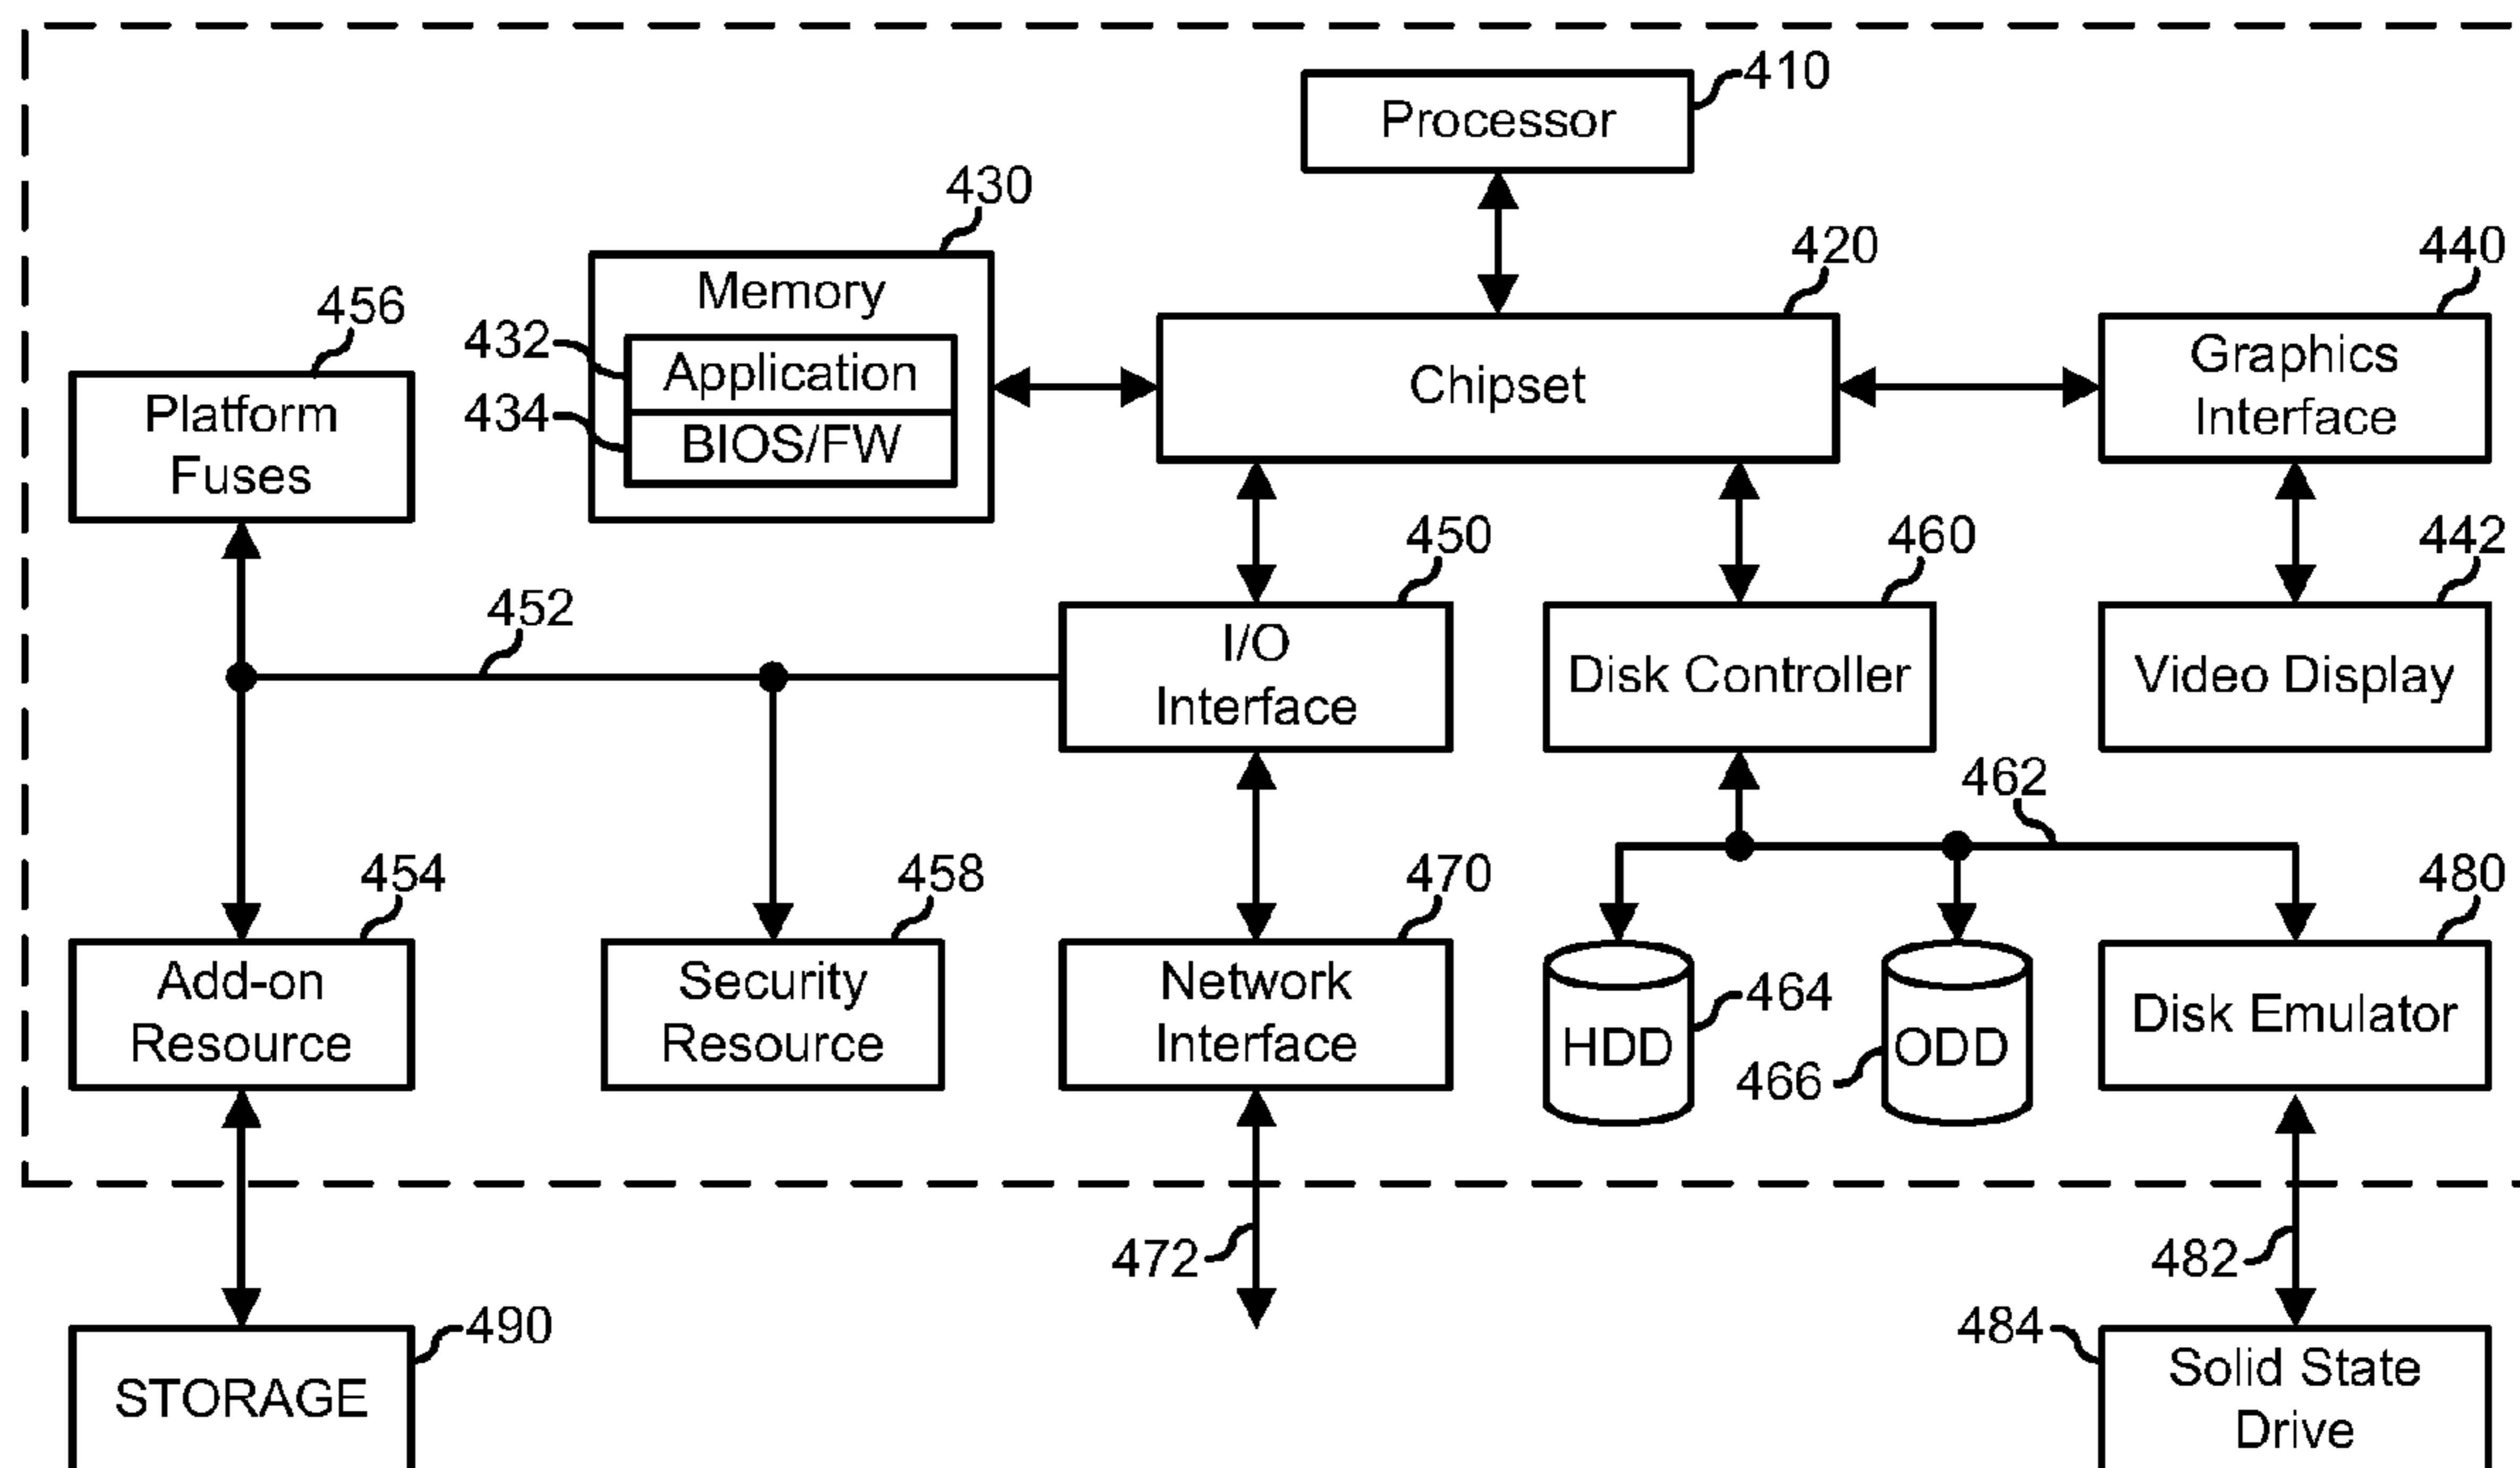 410
Processor
430
420
440
Memory
456
432
Application
434
BIOS/FW
Chipset
Graphics
Interface
Platform
Fuses
450
460
442
452
I/O
Interface
Disk Controller
Video Display
462
454
458
470
480
Add-on
Resource
Security
Resource
Network
Interface
464
HDD
466
ODD
Disk Emulator
472
482
490
STORAGE
484
Solid State
Drive